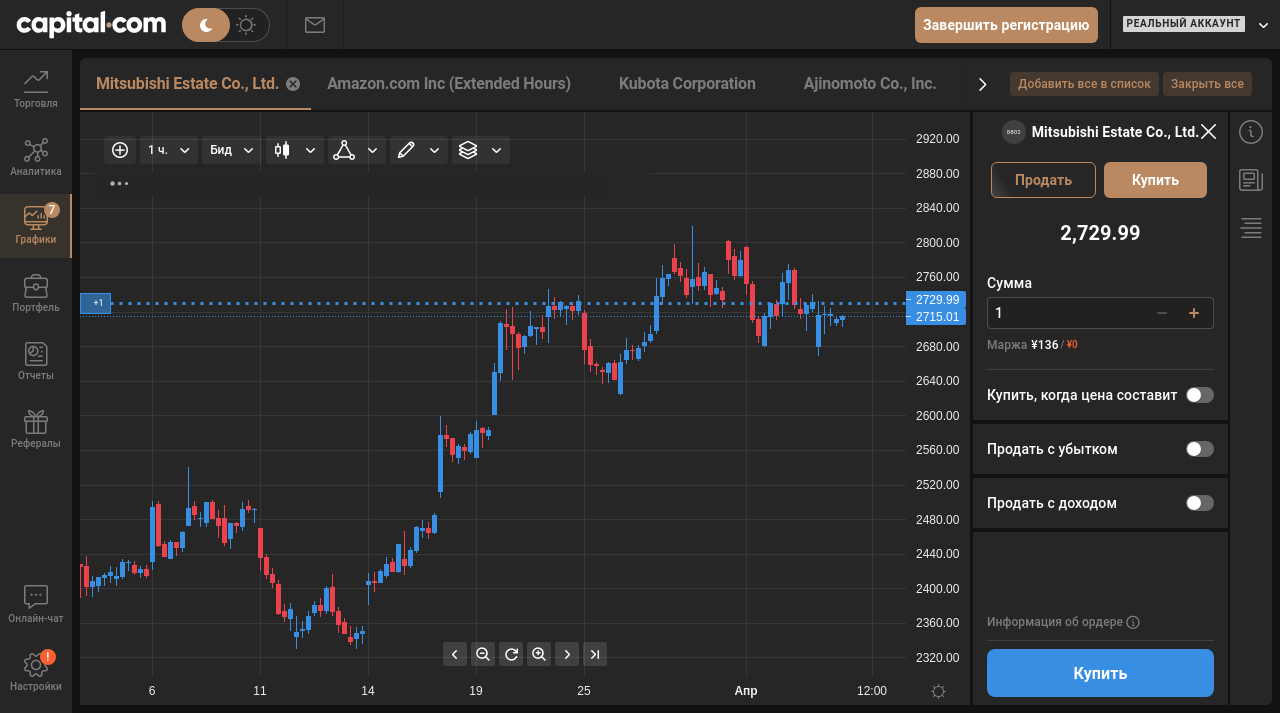 capital.com
Завершить регистрацию
РЕАЛЬНЫЙ АККАУНТ
Торговля
Аналитика
7
Графики
Портфель
Отчеты
Рефералы
Онлайн-чат
!
Настройки
Mitsubishi Estate Co., Ltd.
Amazon.com Inc (Extended Hours)
Kubota Corporation
Ajinomoto Co., Inc.
Добавить все в список
Закрыть все
1 ч.
Бид
+1
2920.00
2880.00
2840.00
2800.00
2760.00
2729.99
2715.01
2680.00
2640.00
2600.00
2560.00
2520.00
2480.00
2440.00
2400.00
2360.00
2320.00
6
11
14
19
25
Апр
12:00
8802
Mitsubishi Estate Co., Ltd.
Продать
Купить
2,729.99
Сумма
1
Маржа ¥136 / ¥0
Купить, когда цена составит
Продать с убытком
Продать с доходом
Информация об ордере
Купить